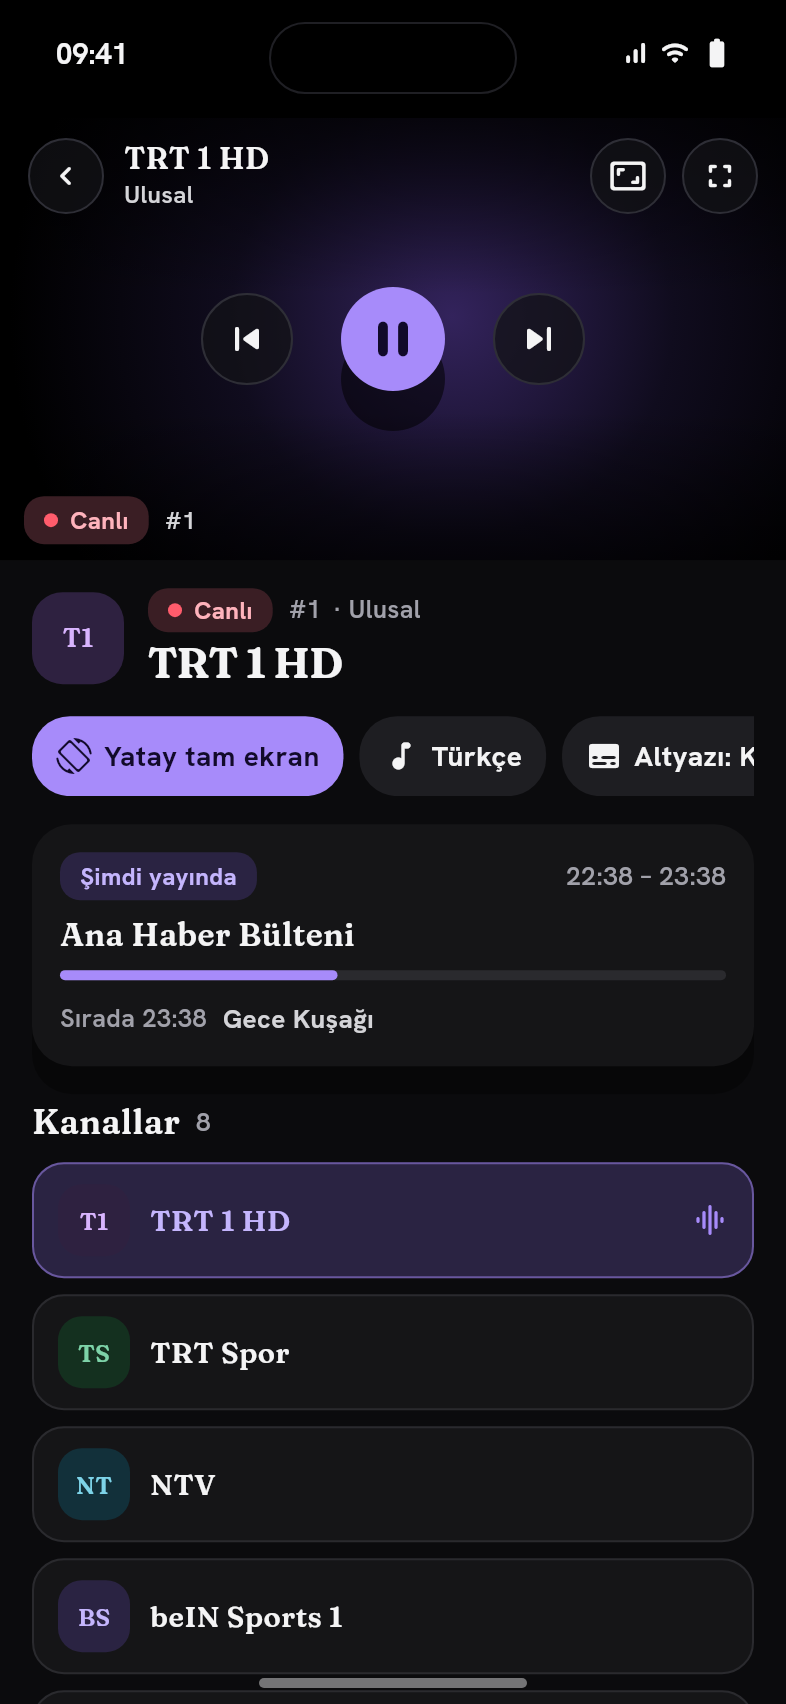 09:41
TRT 1 HD
Ulusal
Canlı #1
T1
Canlı #1 · Ulusal
TRT 1 HD
Yatay tam ekran
Türkçe
Altyazı: K
Şimdi yayında
22:38 – 23:38
Ana Haber Bülteni
Sırada 23:38 Gece Kuşağı
Kanallar 8
T1 TRT 1 HD
TS TRT Spor
NT NTV
BS beIN Sports 1